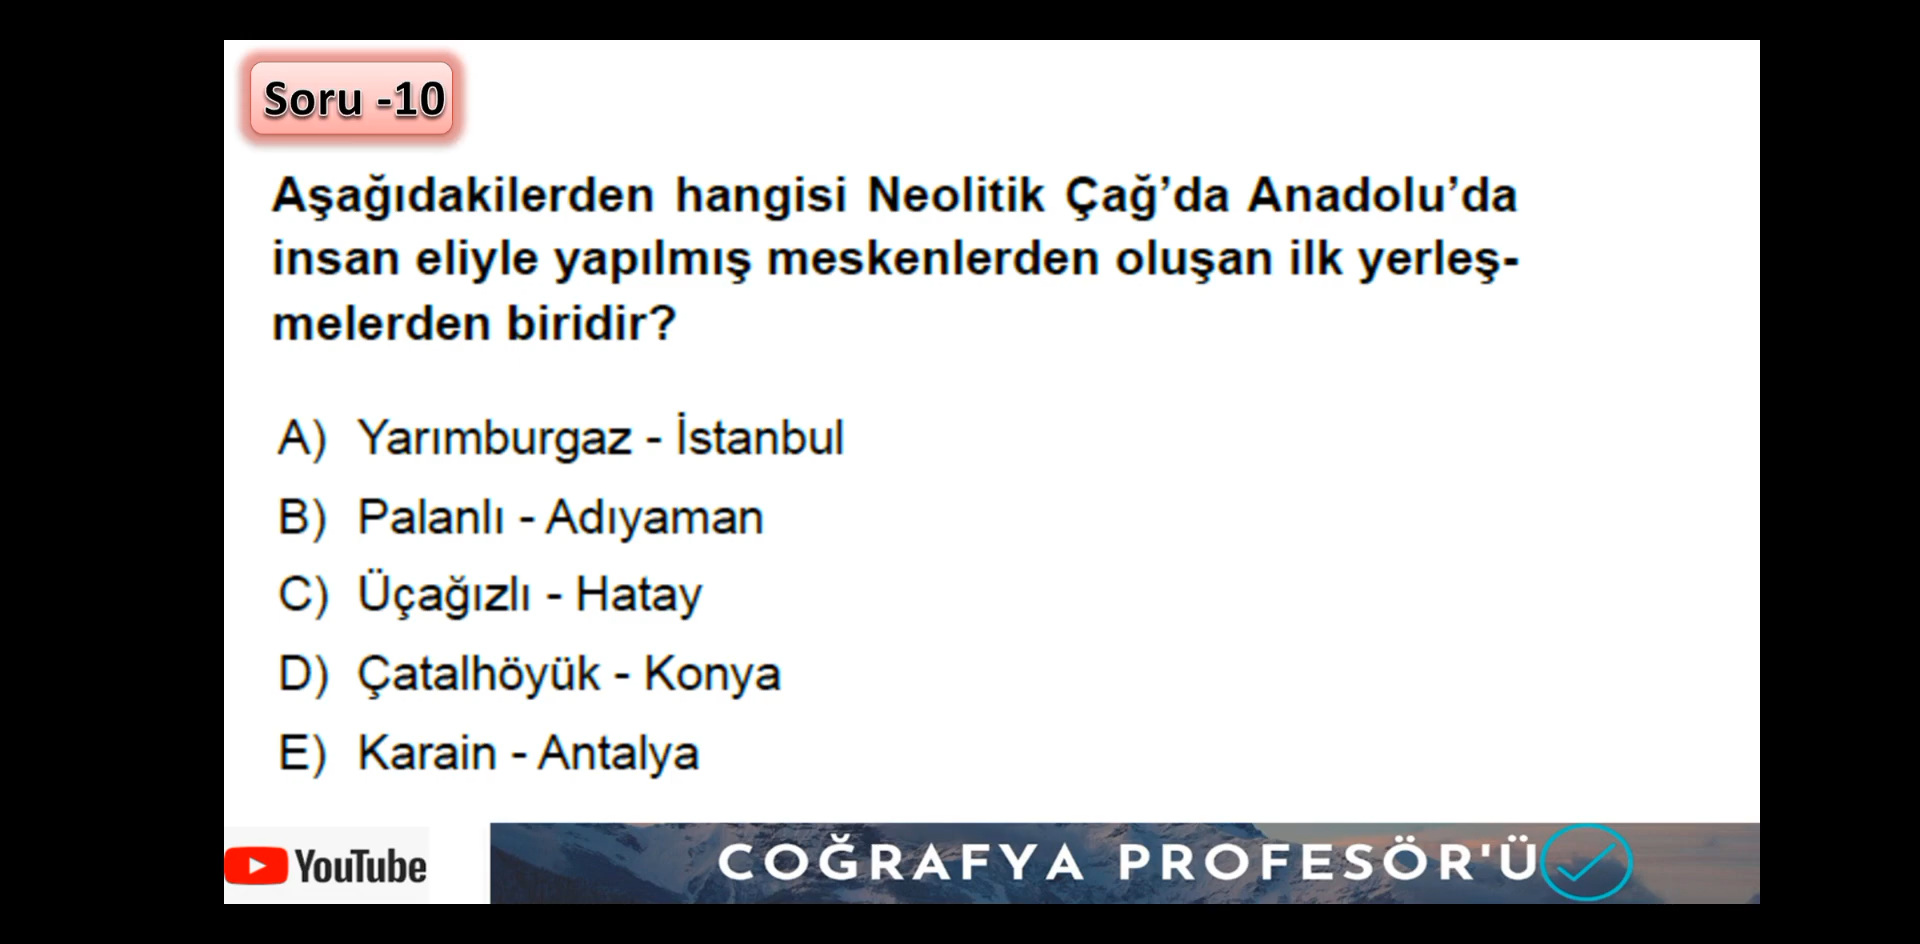 Soru -10
Aşağıdakilerden hangisi Neolitik Çağ’da Anadolu’da
insan eliyle yapılmış meskenlerden oluşan ilk yerleş-
melerden biridir?
A) Yarımburgaz - İstanbul
B) Palanlı - Adıyaman
C) Üçağızlı - Hatay
D) Çatalhöyük - Konya
E) Karain - Antalya
YouTube
COĞRAFYA PROFESÖR'Ü